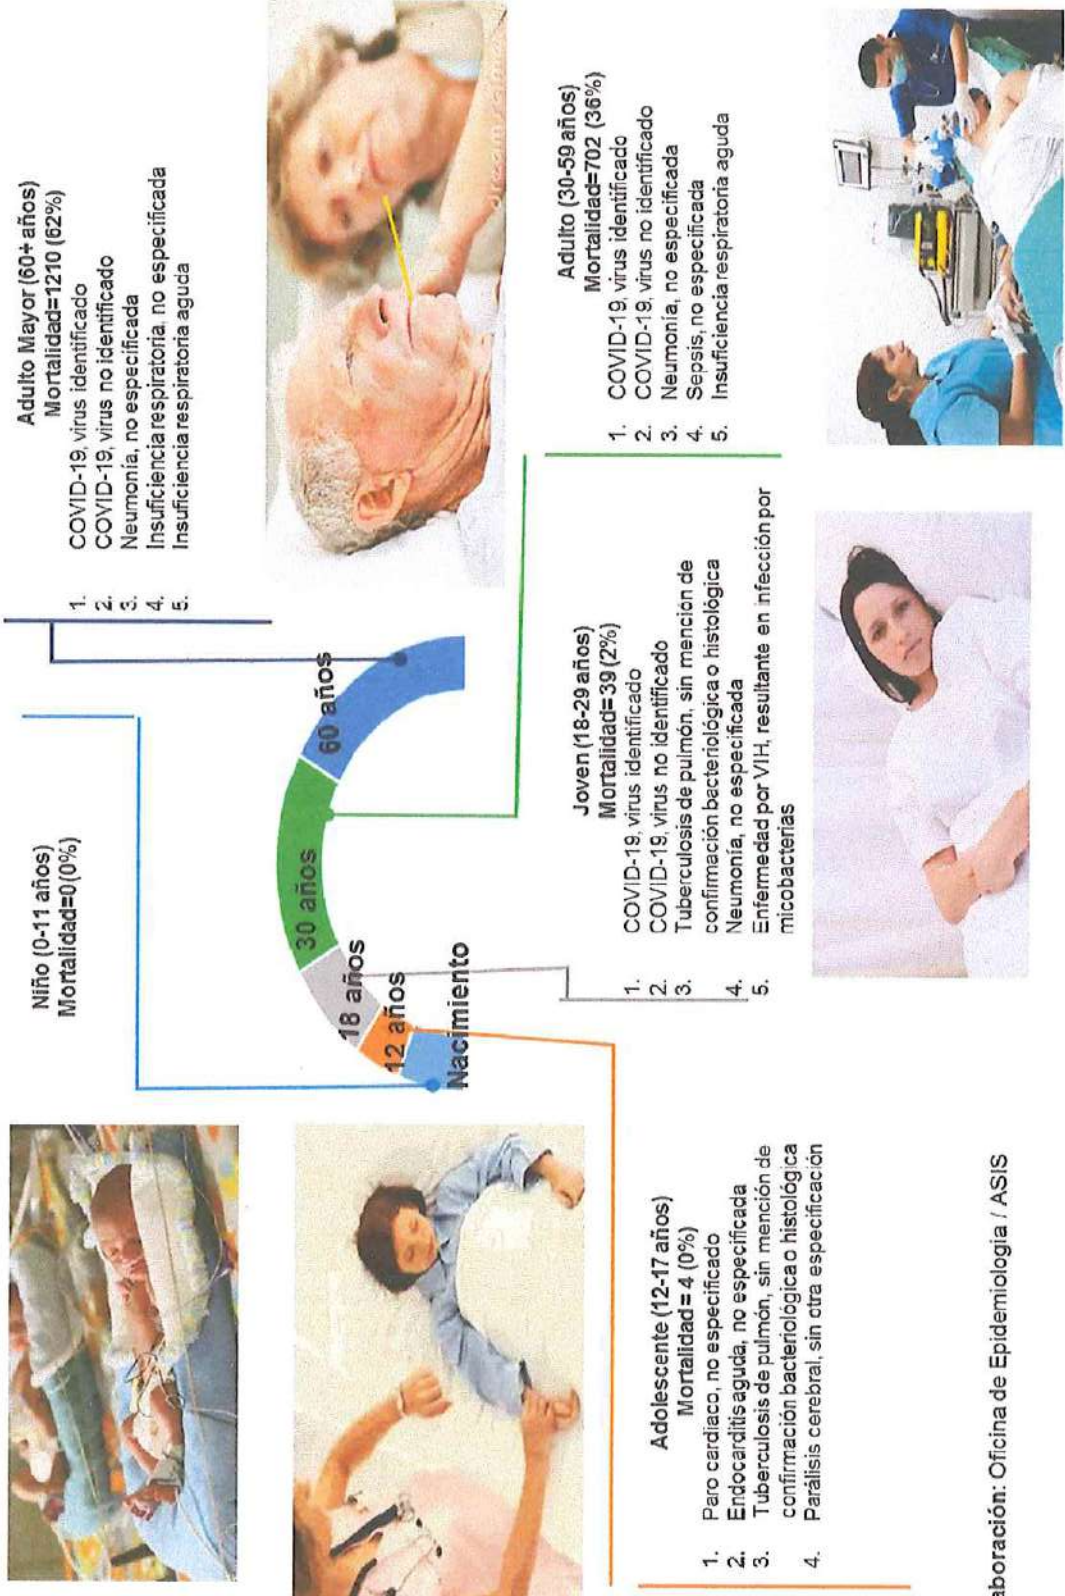 Niño (0-11 años)
Mortalidad=0(0%)
Adulto Mayor (60+ años)
Mortalidad=1210 (62%)
1. COVID-19, virus identificado
2. COVID-19, virus no identificado
3. Neumonía, no especificada
4. Insuficiencia respiratoria, no especificada
5. Insuficiencia respiratoria aguda
Nacimiento
12 años
18 años
30 años
60 años
Adolescente (12-17 años)
Mortalidad= 4 (0%)
1. Paro cardiaco, no especificado
2. Endocarditis aguda, no especificada
3. Tuberculosis de pulmón, sin mención de
confirmación bacteriológica o histológica
4. Parálisis cerebral, sin otra especificación
Joven (18-29 años)
Mortalidad=39 (2%)
1. COVID-19, virus identificado
2. COVID-19, virus no identificado
3. Tuberculosis de pulmón, sin mención de
confirmación bacteriológica o histológica
4. Neumonía, no especificada
5. Enfermedad por VIH, resultante en infección por
micobacterias
Adulto (30-59 años)
Mortalidad=702 (36%)
1. COVID-19, virus identificado
2. COVID-19, virus no identificado
3. Neumonía, no especificada
4. Sepsis, no especificada
5. Insuficiencia respiratoria aguda
aboración: Oficina de Epidemiologia / ASIS